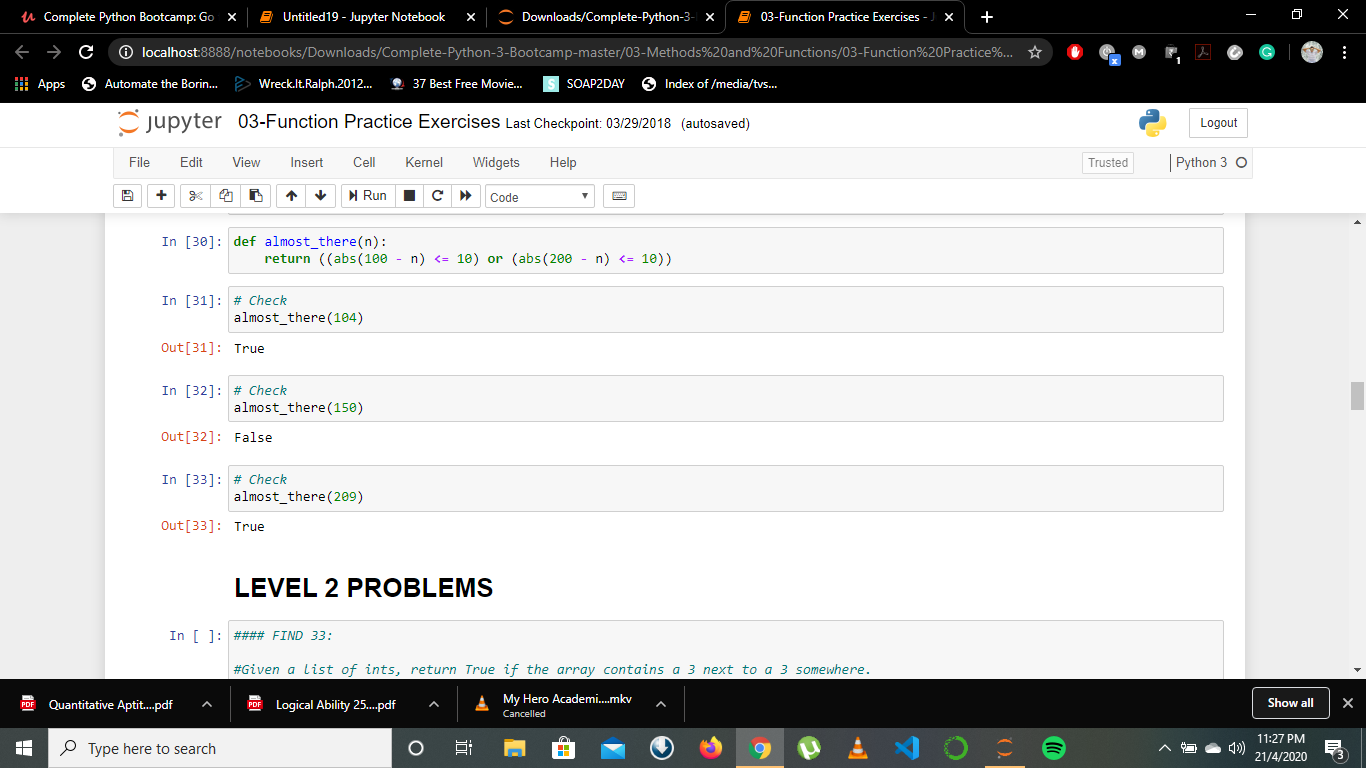 Complete Python Bootcamp: Go
Untitled19 - Jupyter Notebook
Downloads/Complete-Python-3-
03-Function Practice Exercises - J
localhost:8888/notebooks/Downloads/Complete-Python-3-Bootcamp-master/03-Methods%20and%20Functions/03-Function%20Practice%...
Apps
Automate the Borin...
Wreck.It.Ralph.2012...
37 Best Free Movie...
SOAP2DAY
Index of /media/tvs...
jupyter 03-Function Practice Exercises Last Checkpoint: 03/29/2018 (autosaved)
Logout
File Edit View Insert Cell Kernel Widgets Help
Trusted
Python 3
Run
Code
In [30]: def almost_there(n):
    return ((abs(100 - n) <= 10) or (abs(200 - n) <= 10))
In [31]: # Check
almost_there(104)
Out[31]: True
In [32]: # Check
almost_there(150)
Out[32]: False
In [33]: # Check
almost_there(209)
Out[33]: True
LEVEL 2 PROBLEMS
In [ ]: #### FIND 33:
#Given a list of ints, return True if the array contains a 3 next to a 3 somewhere.
PDF
Quantitative Aptit....pdf
PDF
Logical Ability 25....pdf
My Hero Academi....mkv
Cancelled
Show all
Type here to search
11:27 PM
21/4/2020
3